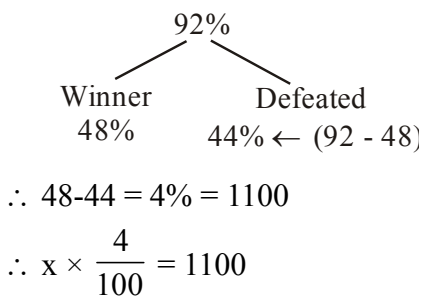 92%
Winner Defeated
48% 44% ← (92 - 48)
∴ 48-44 = 4% = 1100
∴ x × 4/100 = 1100